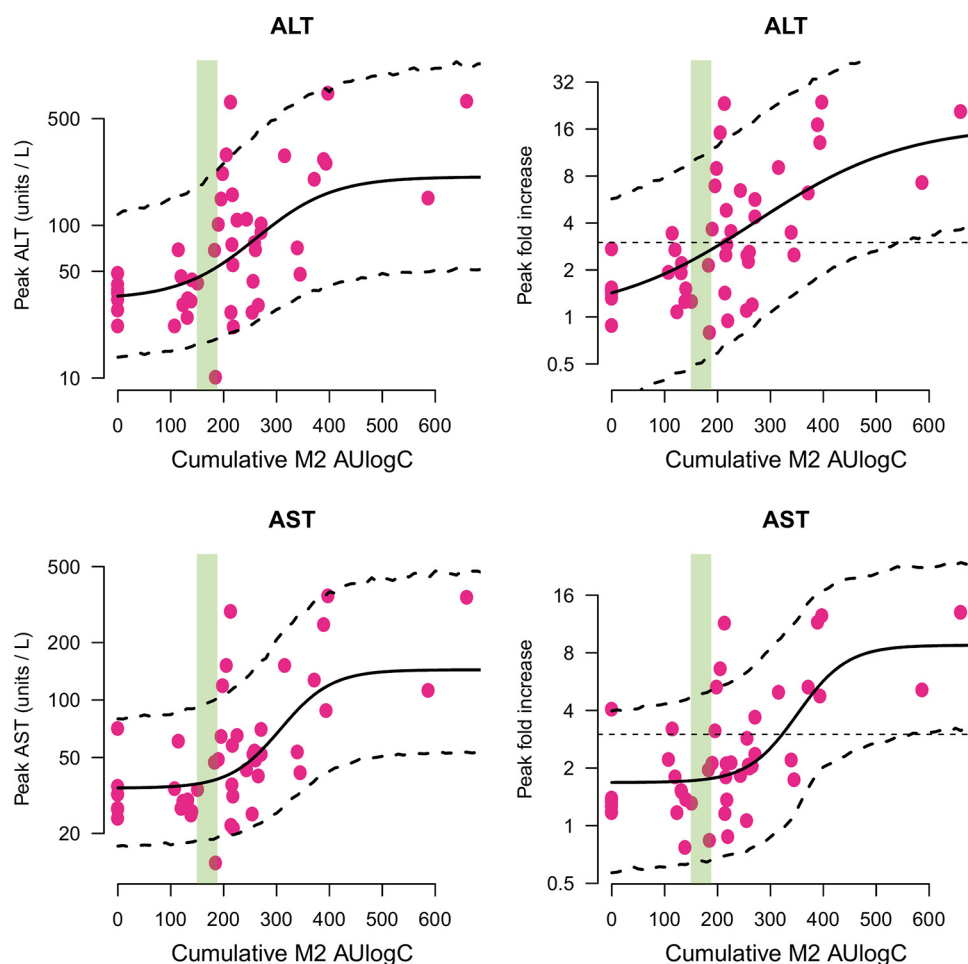 ALT
Peak ALT (units / L)
500
100
50
10
0 100 200 300 400 500 600
Cumulative M2 AUlogC
ALT
Peak fold increase
32
16
8
4
2
1
0.5
0 100 200 300 400 500 600
Cumulative M2 AUlogC
AST
Peak AST (units / L)
500
200
100
50
20
0 100 200 300 400 500 600
Cumulative M2 AUlogC
AST
Peak fold increase
16
8
4
2
1
0.5
0 100 200 300 400 500 600
Cumulative M2 AUlogC